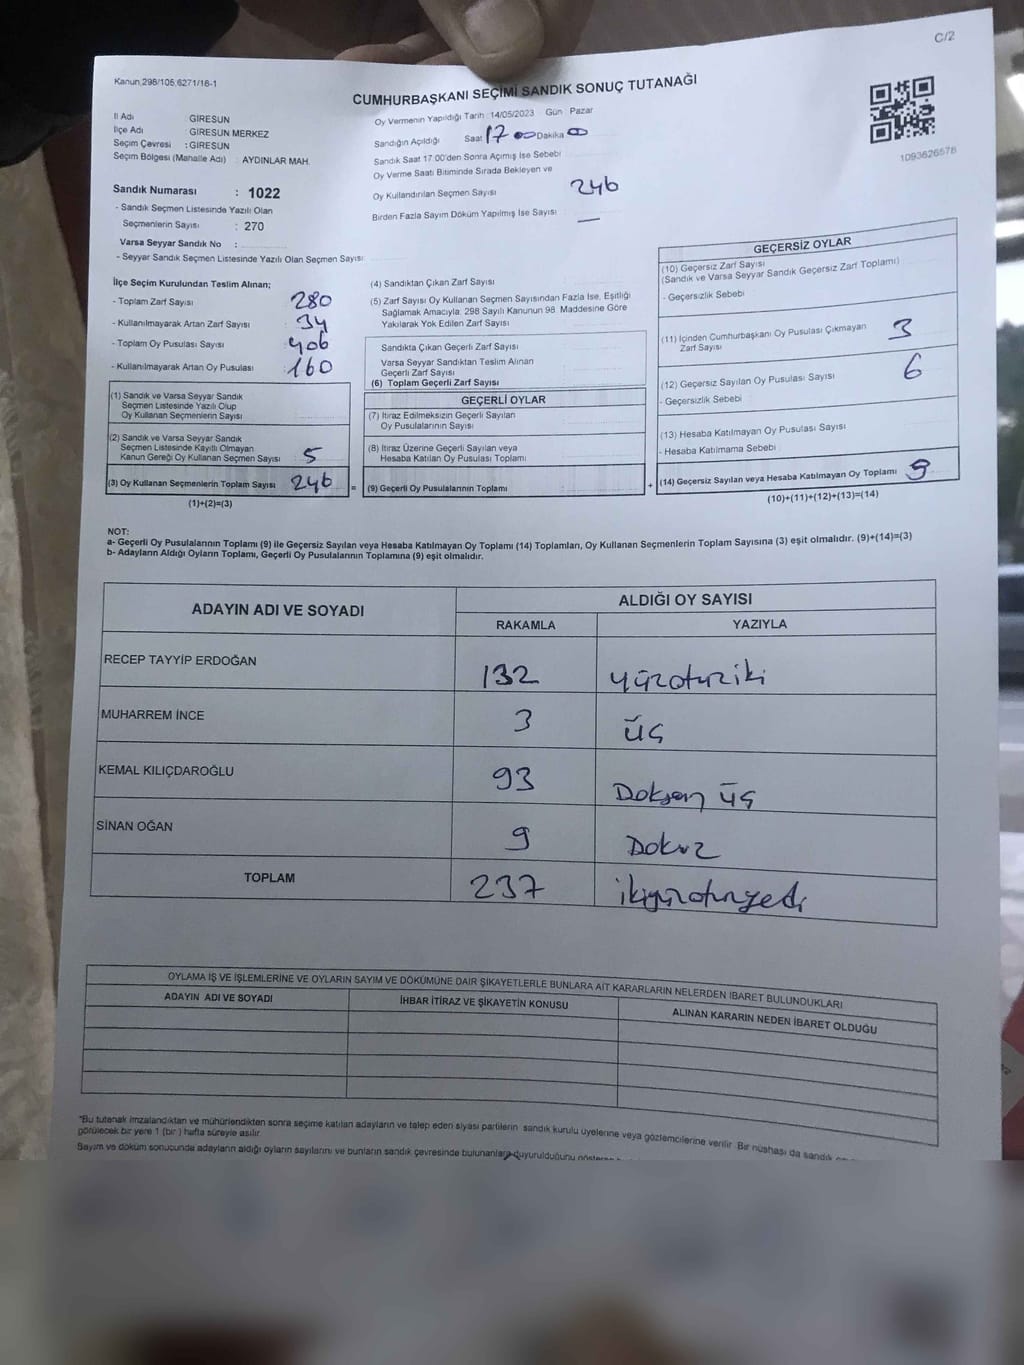 C/2
Kanun 298/105,6271/18-1
CUMHURBAŞKANI SEÇİMİ SANDIK SONUÇ TUTANAĞI
İl Adı : GİRESUN
İlçe Adı : GİRESUN MERKEZ
Seçim Çevresi : GİRESUN
Seçim Bölgesi (Mahalle Adı) : AYDINLAR MAH.
Sandık Numarası : 1022
- Sandık Seçmen Listesinde Yazılı Olan
Seçmenlerin Sayısı : 270
Varsa Seyyar Sandık No :
- Seyyar Sandık Seçmen Listesinde Yazılı Olan Seçmen Sayısı
Oy Vermenin Yapıldığı Tarih : 14/05/2023 Gün : Pazar
Sandığın Açıldığı Saat 17 00 Dakika 00
Sandık Saat 17.00'den Sonra Açılmış İse Sebebi
Oy Verme Saati Bitiminde Sırada Bekleyen ve
Oy Kullandırılan Seçmen Sayısı 246
Birden Fazla Sayım Döküm Yapılmış İse Sayısı —
1093626578
İlçe Seçim Kurulundan Teslim Alınan;
- Toplam Zarf Sayısı : 280
- Kullanılmayarak Artan Zarf Sayısı : 34
- Toplam Oy Pusulası Sayısı : 406
- Kullanılmayarak Artan Oy Pusulası : 160
(1) Sandık ve Varsa Seyyar Sandık
Seçmen Listesinde Yazılı Olup
Oy Kullanan Seçmenlerin Sayısı
(2) Sandık ve Varsa Seyyar Sandık
Seçmen Listesinde Kayıtlı Olmayan
Kanun Gereği Oy Kullanan Seçmen Sayısı : 5
(3) Oy Kullanan Seçmenlerin Toplam Sayısı 246
(1)+(2)=(3)
(4) Sandıktan Çıkan Zarf Sayısı
(5) Zarf Sayısı Oy Kullanan Seçmen Sayısından Fazla İse, Eşitliği
Sağlamak Amacıyla, 298 Sayılı Kanunun 98. Maddesine Göre
Yakılarak Yok Edilen Zarf Sayısı
Sandıkta Çıkan Geçerli Zarf Sayısı
Varsa Seyyar Sandıktan Teslim Alınan
Geçerli Zarf Sayısı
(6) Toplam Geçerli Zarf Sayısı
GEÇERLİ OYLAR
(7) İtiraz Edilmeksizin Geçerli Sayılan
Oy Pusulalarının Sayısı
(8) İtiraz Üzerine Geçerli Sayılan veya
Hesaba Katılan Oy Pusulası Toplamı
= (9) Geçerli Oy Pusulalarının Toplamı +
GEÇERSİZ OYLAR
(10) Geçersiz Zarf Sayısı
(Sandık ve Varsa Seyyar Sandık Geçersiz Zarf Toplamı)
- Geçersizlik Sebebi
(11) İçinden Cumhurbaşkanı Oy Pusulası Çıkmayan
Zarf Sayısı 3
(12) Geçersiz Sayılan Oy Pusulası Sayısı 6
- Geçersizlik Sebebi
(13) Hesaba Katılmayan Oy Pusulası Sayısı
- Hesaba Katılmama Sebebi
(14) Geçersiz Sayılan veya Hesaba Katılmayan Oy Toplamı 9
(10)+(11)+(12)+(13)=(14)
NOT:
a- Geçerli Oy Pusulalarının Toplamı (9) ile Geçersiz Sayılan veya Hesaba Katılmayan Oy Toplamı (14) Toplamları, Oy Kullanan Seçmenlerin Toplam Sayısına (3) eşit olmalıdır. (9)+(14)=(3)
b- Adayların Aldığı Oyların Toplamı, Geçerli Oy Pusulalarının Toplamına (9) eşit olmalıdır.
ADAYIN ADI VE SOYADI ALDIĞI OY SAYISI
RAKAMLA YAZIYLA
RECEP TAYYİP ERDOĞAN 132 yüzotuziki
MUHARREM İNCE 3 üç
KEMAL KILIÇDAROĞLU 93 Doksan üç
SİNAN OĞAN 9 Dokuz
TOPLAM 237 ikiyüzotuzyedi
OYLAMA İŞ VE İŞLEMLERİNE VE OYLARIN SAYIM VE DÖKÜMÜNE DAİR ŞİKAYETLERLE BUNLARA AİT KARARLARIN NELERDEN İBARET BULUNDUKLARI
ADAYIN ADI VE SOYADI İHBAR İTİRAZ VE ŞİKAYETİN KONUSU ALINAN KARARIN NEDEN İBARET OLDUĞU
*Bu tutanak imzalandıktan ve mühürlendikten sonra seçime katılan adayların ve talep eden siyasi partilerin sandık kurulu üyelerine veya gözlemcilerine verilir. Bir nüshası da sandık
görülecek bir yere 1 (bir) hafta süreyle asılır.
Sayım ve döküm sonucunda adayların aldığı oyların sayılarını ve bunların sandık çevresinde bulunanlara duyurulduğunu